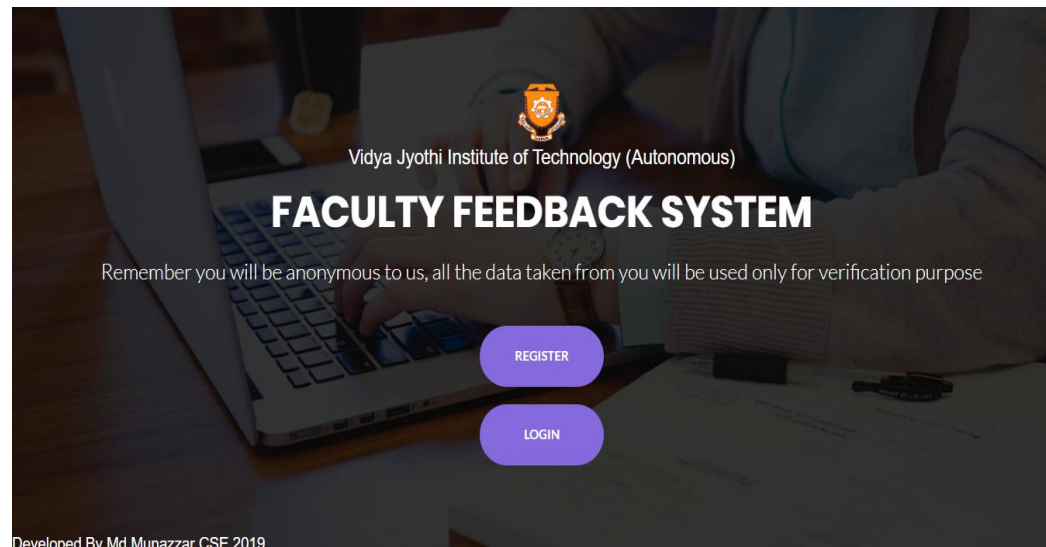 Vidya Jyothi Institute of Technology (Autonomous)
FACULTY FEEDBACK SYSTEM
Remember you will be anonymous to us, all the data taken from you will be used only for verification purpose
REGISTER
LOGIN
Developed By Md Munazzar CSE 2019